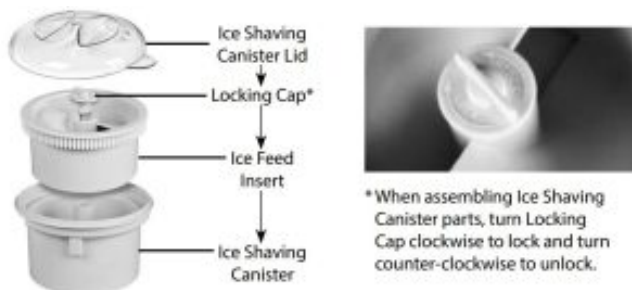 Ice Shaving
Canister Lid
Locking Cap*
Ice Feed
Insert
Ice Shaving
Canister
* When assembling Ice Shaving
Canister parts, turn Locking
Cap clockwise to lock and turn
counter-clockwise to unlock.